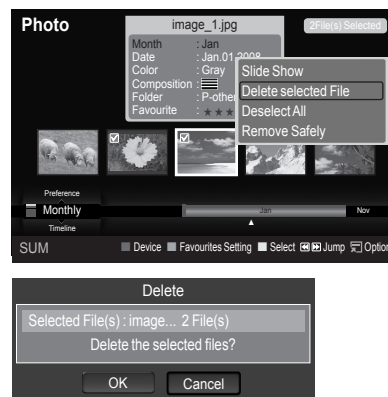 Photo
image_1.jpg
2File(s) Selected
Month : Jan
Date : Jan.01.2008
Color : Gray
Composition :
Folder : P-other
Favourite : ★ ★ ★
Slide Show
Delete selected File
Deselect All
Remove Safely
Preference
Monthly
Jan
Nov
Timeline
SUM
Device
Favourites Setting
Select
Jump
Option
Delete
Selected File(s) : image... 2 File(s)
Delete the selected files?
OK
Cancel